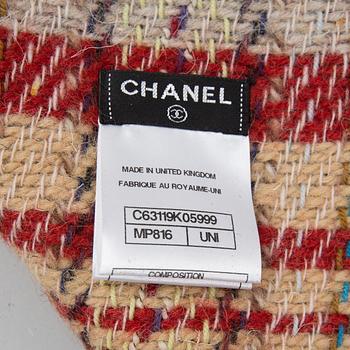 CHANEL
MADE IN UNITED KINGDOM
FABRIQUE AU ROYAUME-UNI
C63119K05999
MP816 UNI
COMPOSITION